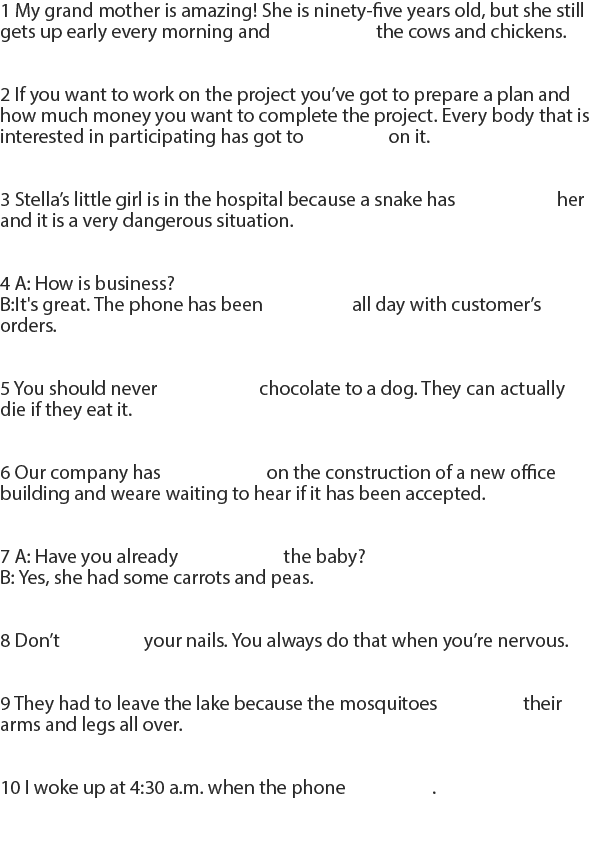 1 My grand mother is amazing! She is ninety-five years old, but she still
gets up early every morning and the cows and chickens.
2 If you want to work on the project you've got to prepare a plan and
how much money you want to complete the project. Every body that is
interested in participating has got to on it.
3 Stella's little girl is in the hospital because a snake has her
and it is a very dangerous situation.
4 A: How is business?
B:It's great. The phone has been all day with customer's
orders.
5 You should never chocolate to a dog. They can actually
die if they eat it.
6 Our company has on the construction of a new office
building and weare waiting to hear if it has been accepted.
7 A: Have you already the baby?
B: Yes, she had some carrots and peas.
8 Don't your nails. You always do that when you're nervous.
9 They had to leave the lake because the mosquitoes their
arms and legs all over.
10 I woke up at 4:30 a.m. when the phone .